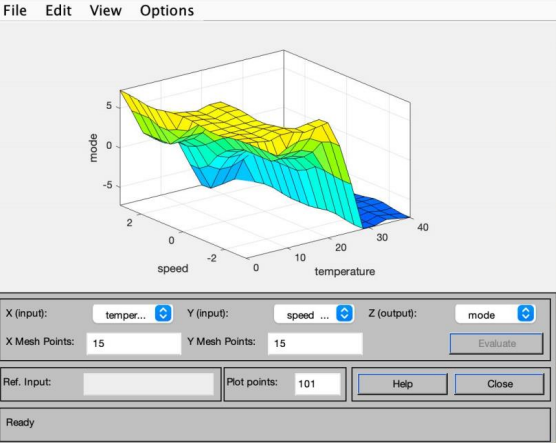 File Edit View Options
5
0
-5
mode
2
0
-2
speed
0
10
20
30
40
temperature
X (input): temper... Y (input): speed ... Z (output): mode
X Mesh Points: 15 Y Mesh Points: 15 Evaluate
Ref. Input: Plot points: 101 Help Close
Ready